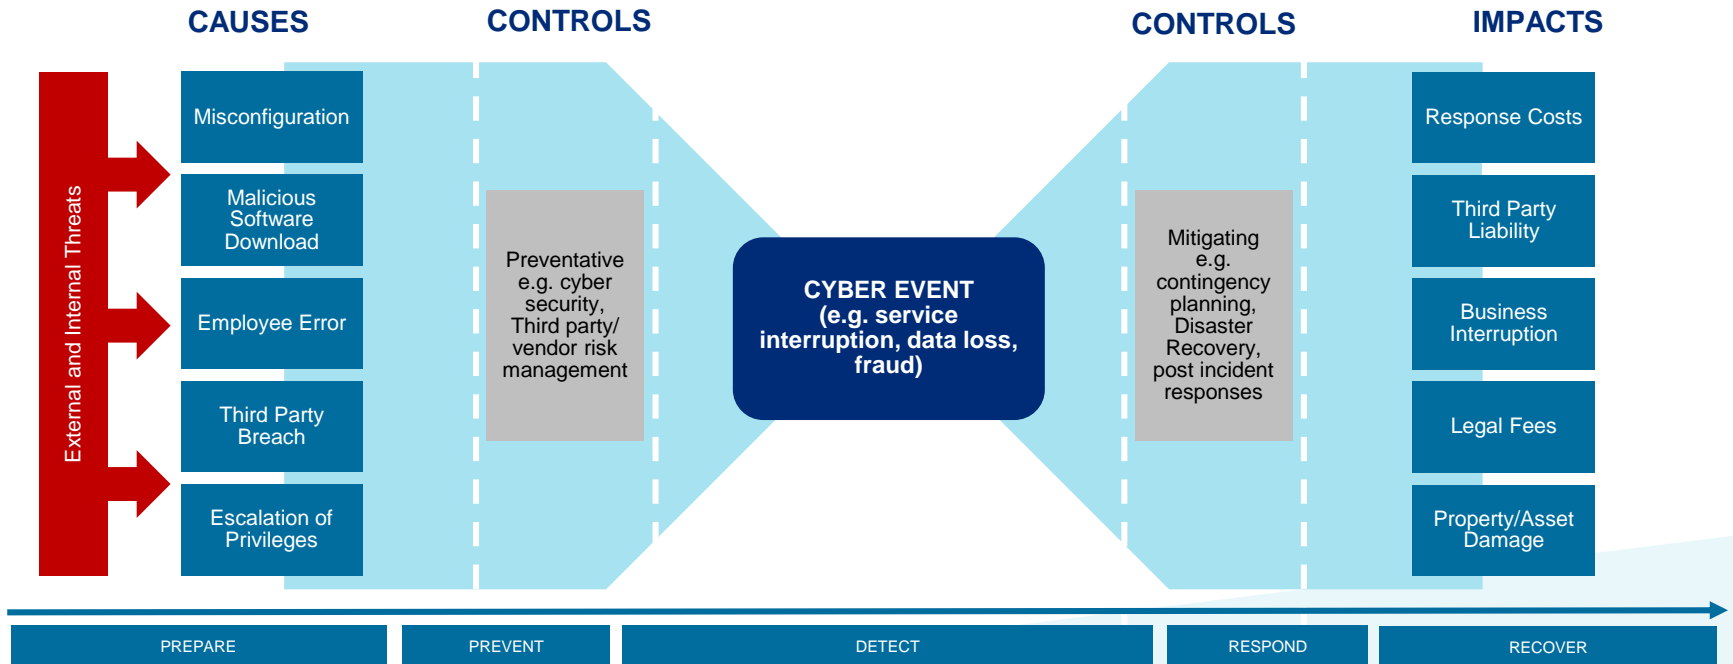 CAUSES
CONTROLS
CONTROLS
IMPACTS
External and Internal Threats
Misconfiguration
Malicious
Software
Download
Employee Error
Third Party
Breach
Escalation of
Privileges
Preventative
e.g. cyber
security,
Third party/
vendor risk
management
CYBER EVENT
(e.g. service
interruption, data loss,
fraud)
Mitigating
e.g.
contingency
planning,
Disaster
Recovery,
post incident
responses
Response Costs
Third Party
Liability
Business
Interruption
Legal Fees
Property/Asset
Damage
PREPARE
PREVENT
DETECT
RESPOND
RECOVER